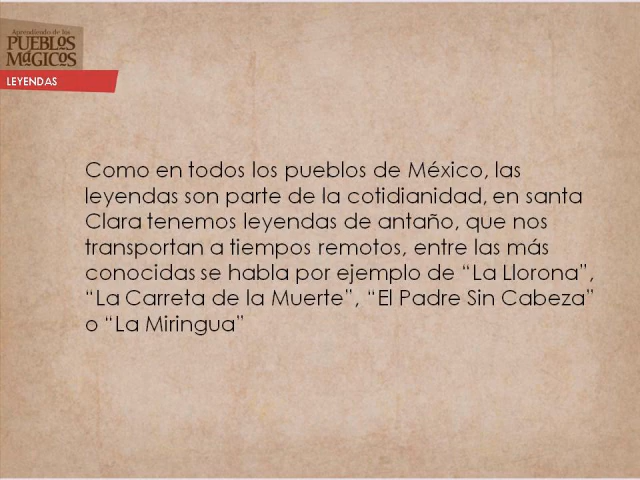 Aprendiendo de los
PUEBLOS
MÁGICOS
LEYENDAS
Como en todos los pueblos de México, las
leyendas son parte de la cotidianidad, en santa
Clara tenemos leyendas de antaño, que nos
transportan a tiempos remotos, entre las más
conocidas se habla por ejemplo de “La Llorona”,
“La Carreta de la Muerte”, “El Padre Sin Cabeza”
o “La Miringua”